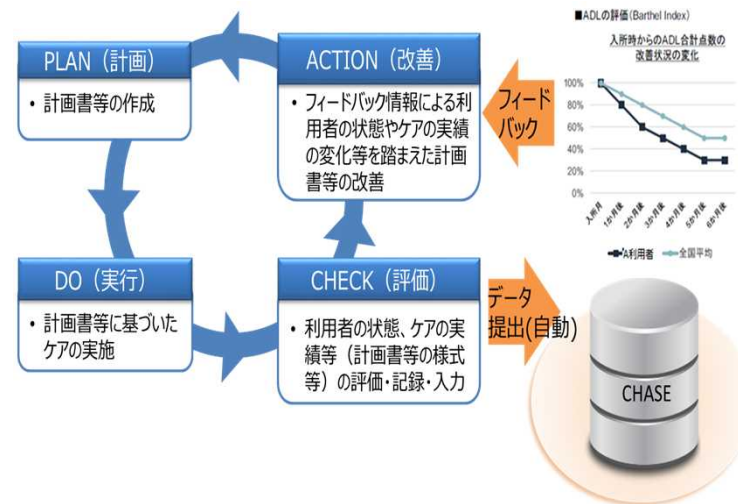 PLAN（計画）
・ 計画書等の作成
ACTION（改善）
・ フィードバック情報による利
用者の状態やケアの実績
の変化等を踏まえた計画
書等の改善
フィード
バック
■ADLの評価(Barthel Index)
入所時からのADL合計点数の
改善状況の変化
100%
80%
60%
40%
20%
0%
入所月
1か月後
2か月後
3か月後
4か月後
5か月後
6か月後
A利用者
全国平均
DO（実行）
・ 計画書等に基づいた
ケアの実施
CHECK（評価）
・ 利用者の状態、ケアの実
績等（計画書等の様式
等）の評価・記録・入力
データ
提出(自動)
CHASE